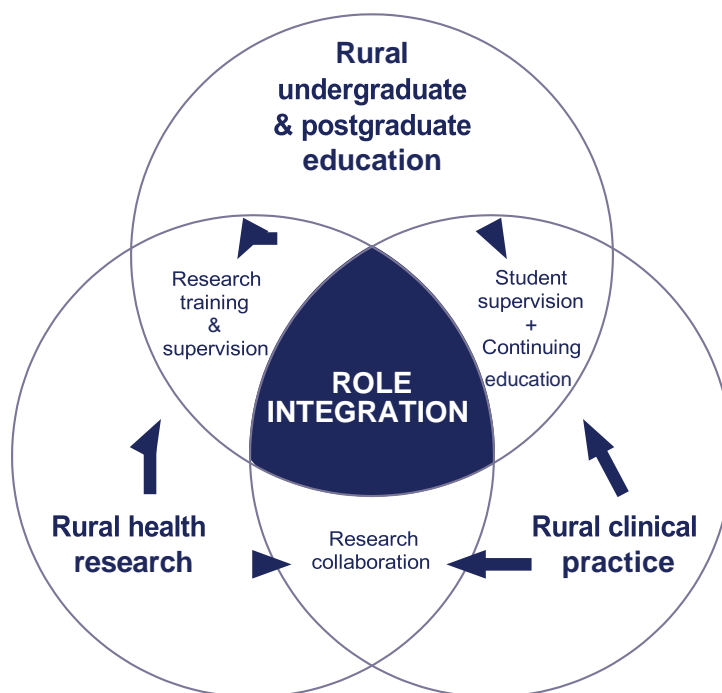 Rural
undergraduate
& postgraduate
education
Research
training
&
supervision
Student
supervision
+
Continuing
education
ROLE
INTEGRATION
Rural health
research
Research
collaboration
Rural clinical
practice